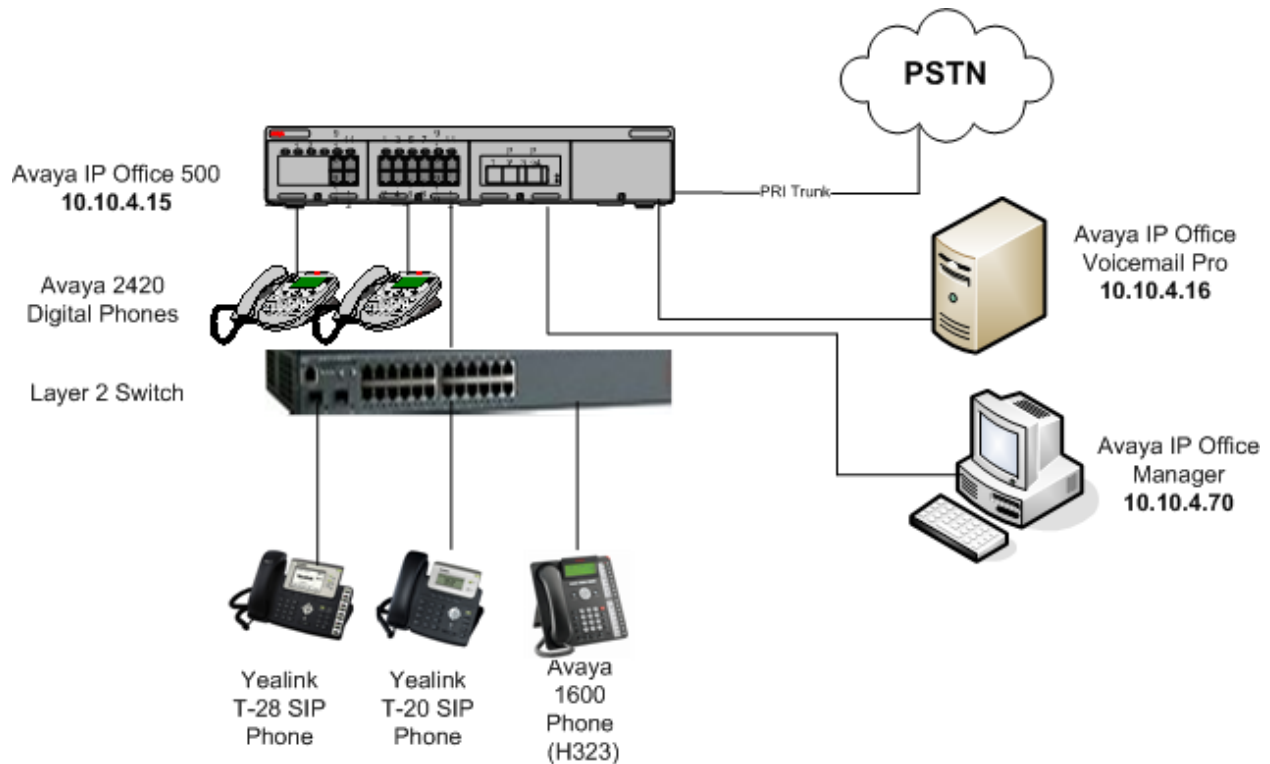 PSTN
Avaya IP Office 500
10.10.4.15
PRI Trunk
Avaya IP Office
Voicemail Pro
10.10.4.16
Avaya 2420
Digital Phones
Layer 2 Switch
Avaya IP Office
Manager
10.10.4.70
Yealink
T-28 SIP
Phone
Yealink
T-20 SIP
Phone
Avaya
1600
Phone
(H323)